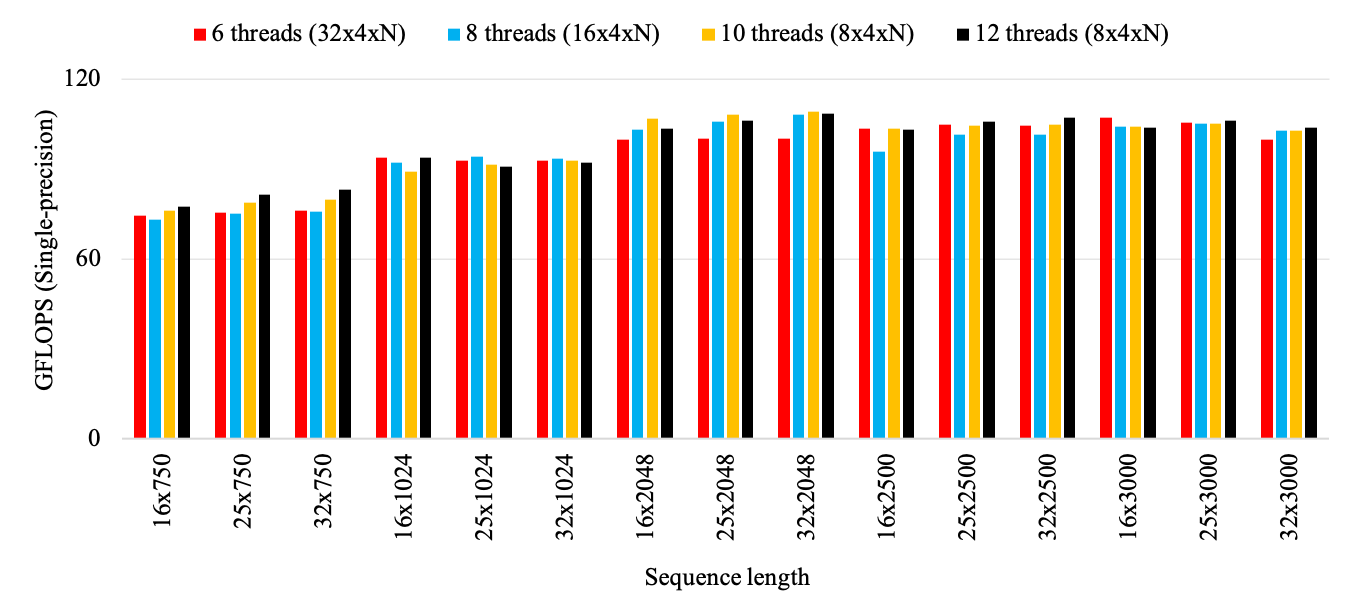 6 threads (32x4xN) 8 threads (16x4xN) 10 threads (8x4xN) 12 threads (8x4xN)
GFLOPS (Single-precision)
120
60
0
16x750
25x750
32x750
16x1024
25x1024
32x1024
16x2048
25x2048
32x2048
16x2500
25x2500
32x2500
16x3000
25x3000
32x3000
Sequence length